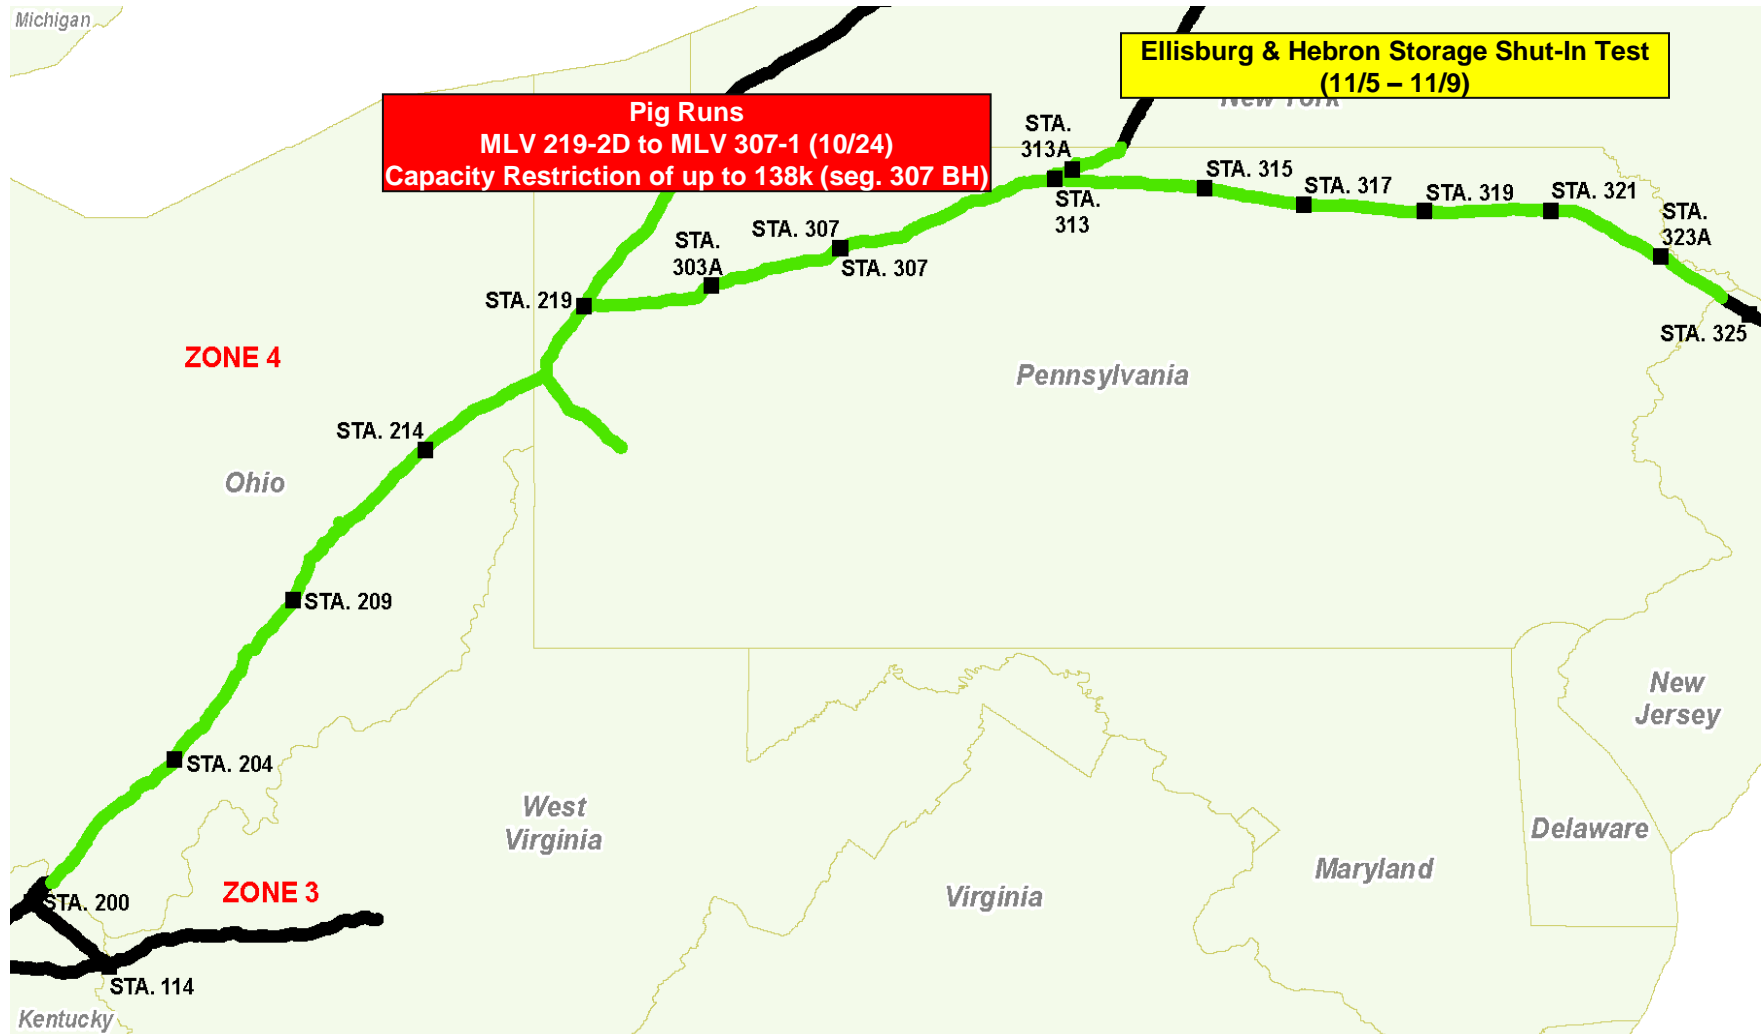 Michigan
Ellisburg & Hebron Storage Shut-In Test
(11/5 – 11/9)
New York
Pig Runs
MLV 219-2D to MLV 307-1 (10/24)
Capacity Restriction of up to 138k (seg. 307 BH)
STA.
313A
STA.
313
STA. 315
STA. 317
STA. 319
STA. 321
STA.
323A
STA. 325
STA. 307
STA. 307
STA.
303A
STA. 219
ZONE 4
Pennsylvania
STA. 214
Ohio
STA. 209
STA. 204
New
Jersey
West
Virginia
Delaware
Maryland
Virginia
ZONE 3
STA. 200
STA. 114
Kentucky